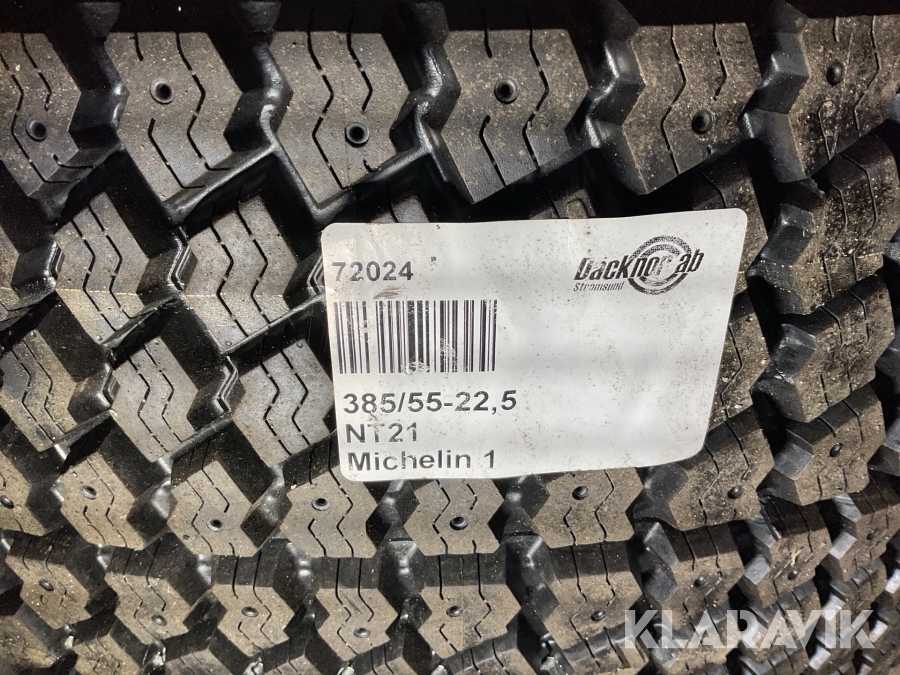 72024
Däcknor ab
Strömsund
385/55-22,5
NT21
Michelin 1
KLARAVIK